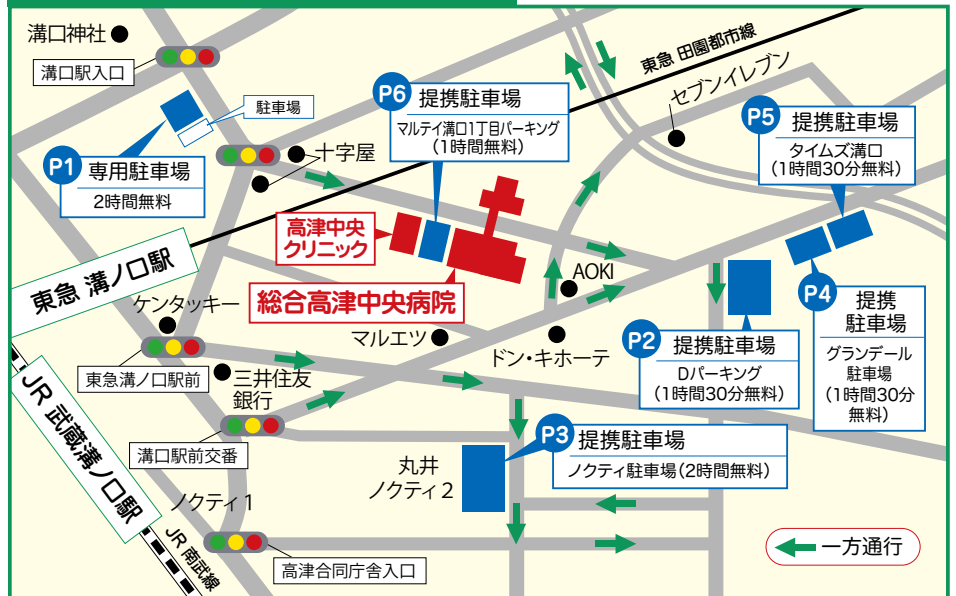 溝口神社
溝口駅入口
東急 田園都市線
セブンイレブン
駐車場
P1
専用駐車場
2時間無料
十字屋
P6
提携駐車場
マルテイ溝口1丁目パーキング
(1時間無料)
P5
提携駐車場
タイムズ溝口
(1時間30分無料)
高津中央
クリニック
総合高津中央病院
東急 溝ノ口駅
ケンタッキー
東急溝ノ口駅前
マルエツ
AOKI
ドン・キホーテ
P2
提携駐車場
Dパーキング
(1時間30分無料)
P4
提携
駐車場
グランデール
駐車場
(1時間30分
無料)
三井住友
銀行
溝口駅前交番
JR 武蔵溝ノ口駅
P3
提携駐車場
ノクティ駐車場(2時間無料)
丸井
ノクティ2
ノクティ1
JR 南武線
高津合同庁舎入口
一方通行